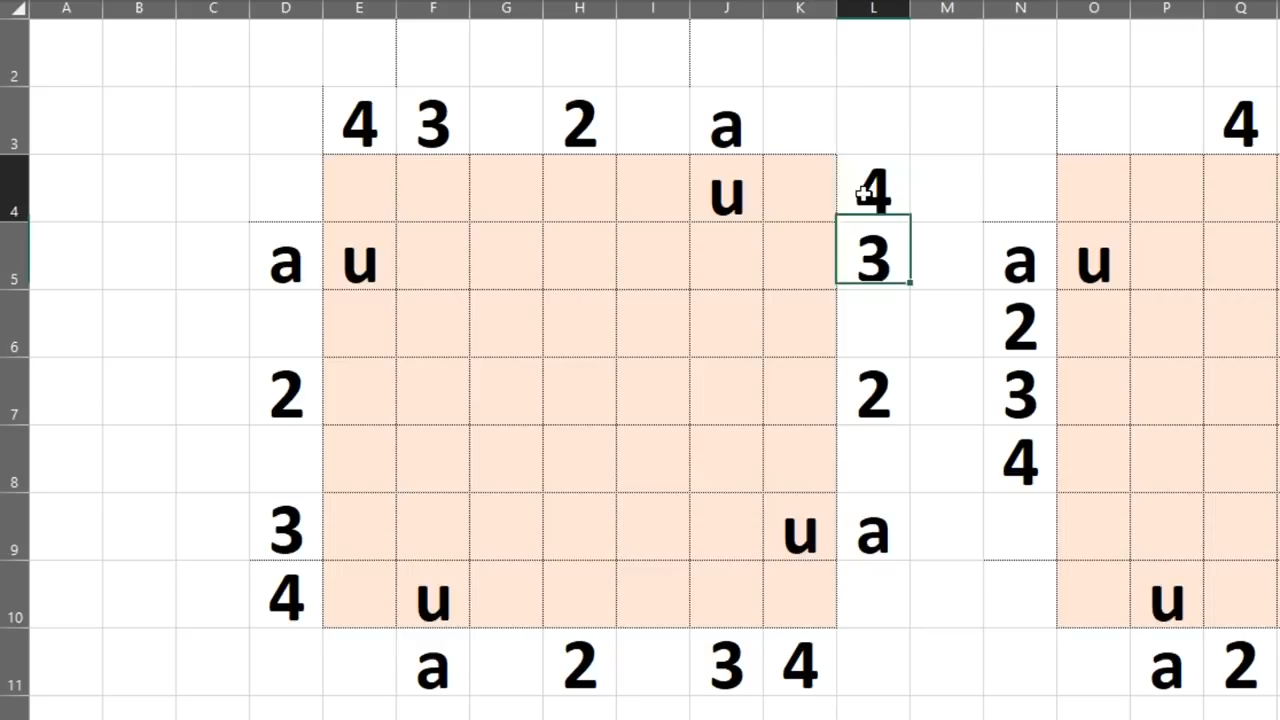 A B C D E F G H I J K L M N O P Q
2
3 4 3 2 a 4
4 u 4
5 a u 3 a u
6 2
7 2 2 3
8 4
9 3 u a
10 4 u u
11 a 2 3 4 a 2